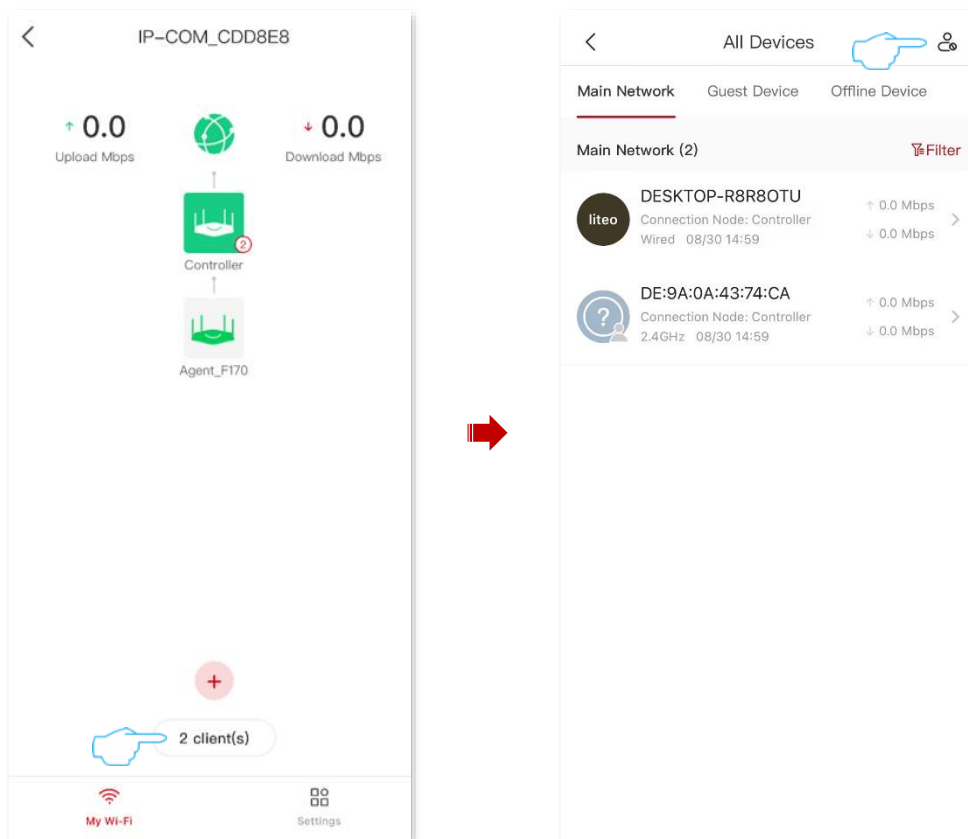 IP-COM_CDD8E8
↑ 0.0
Upload Mbps
↓ 0.0
Download Mbps
2
Controller
Agent_F170
+
2 client(s)
My Wi-Fi
Settings
All Devices
Main Network Guest Device Offline Device
Main Network (2) Filter
liteo
DESKTOP-R8R8OTU
Connection Node: Controller
Wired 08/30 14:59
↑ 0.0 Mbps
↓ 0.0 Mbps
?
DE:9A:0A:43:74:CA
Connection Node: Controller
2.4GHz 08/30 14:59
↑ 0.0 Mbps
↓ 0.0 Mbps